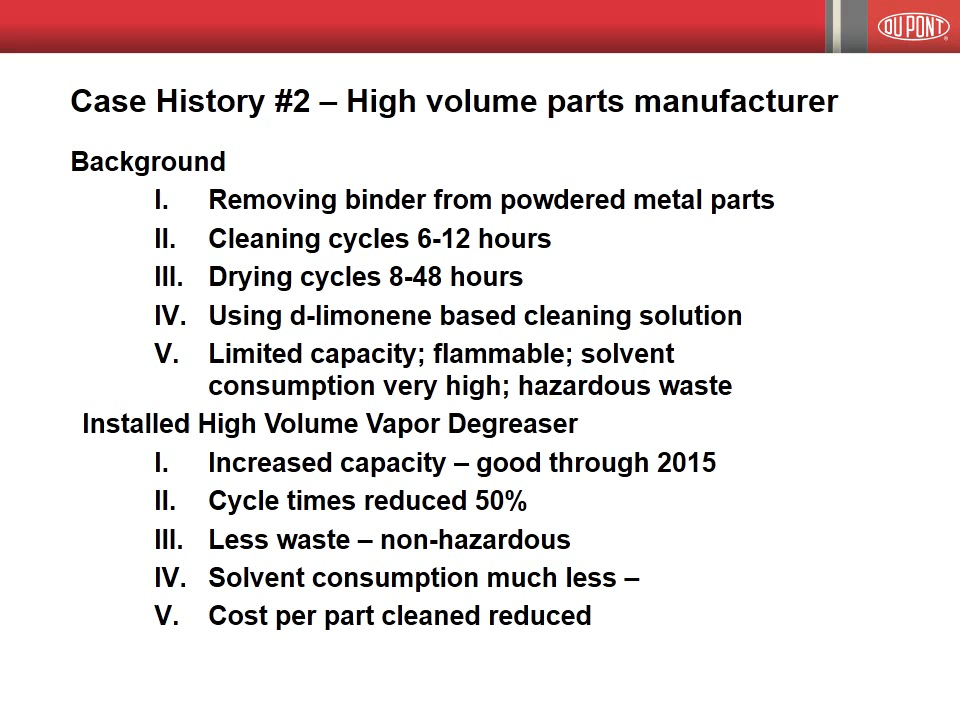 DU PONT
Case History #2 – High volume parts manufacturer
Background
I. Removing binder from powdered metal parts
II. Cleaning cycles 6-12 hours
III. Drying cycles 8-48 hours
IV. Using d-limonene based cleaning solution
V. Limited capacity; flammable; solvent
consumption very high; hazardous waste
Installed High Volume Vapor Degreaser
I. Increased capacity – good through 2015
II. Cycle times reduced 50%
III. Less waste – non-hazardous
IV. Solvent consumption much less –
V. Cost per part cleaned reduced